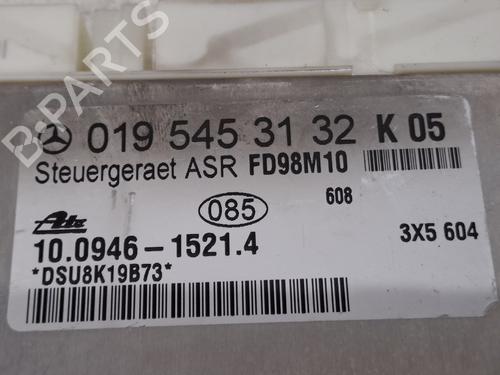 019 545 31 32 K 05
Steuergeraet ASR FD98M10
085
608
Ate
10.0946-1521.4
3X5 604
*DSU8K19B73*
B-PARTS